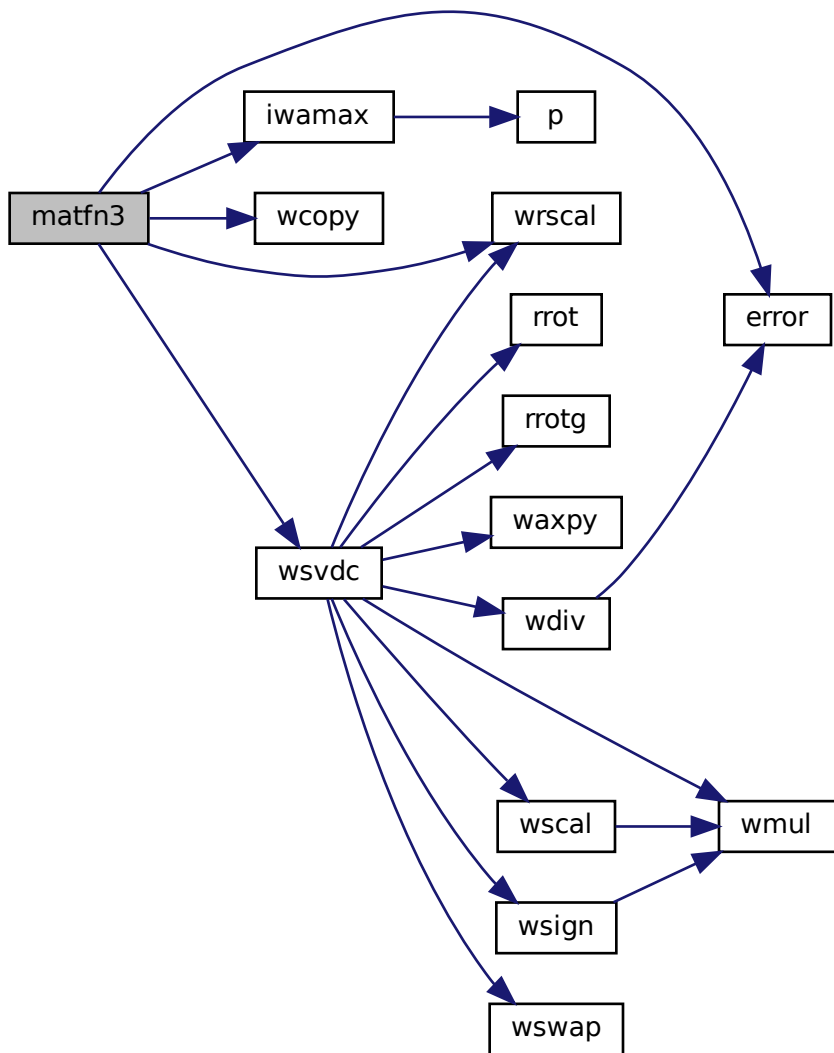 iwamax
p
matfn3
wcopy
wrscal
rrot
error
rrotg
waxpy
wsvdc
wdiv
wscal
wmul
wsign
wswap